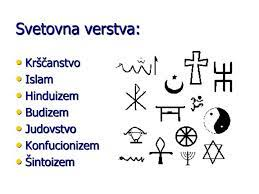 Svetovna verstva:
Krščanstvo
Islam
Hinduizem
Budizem
Judovstvo
Konfucionizem
Šintoizem